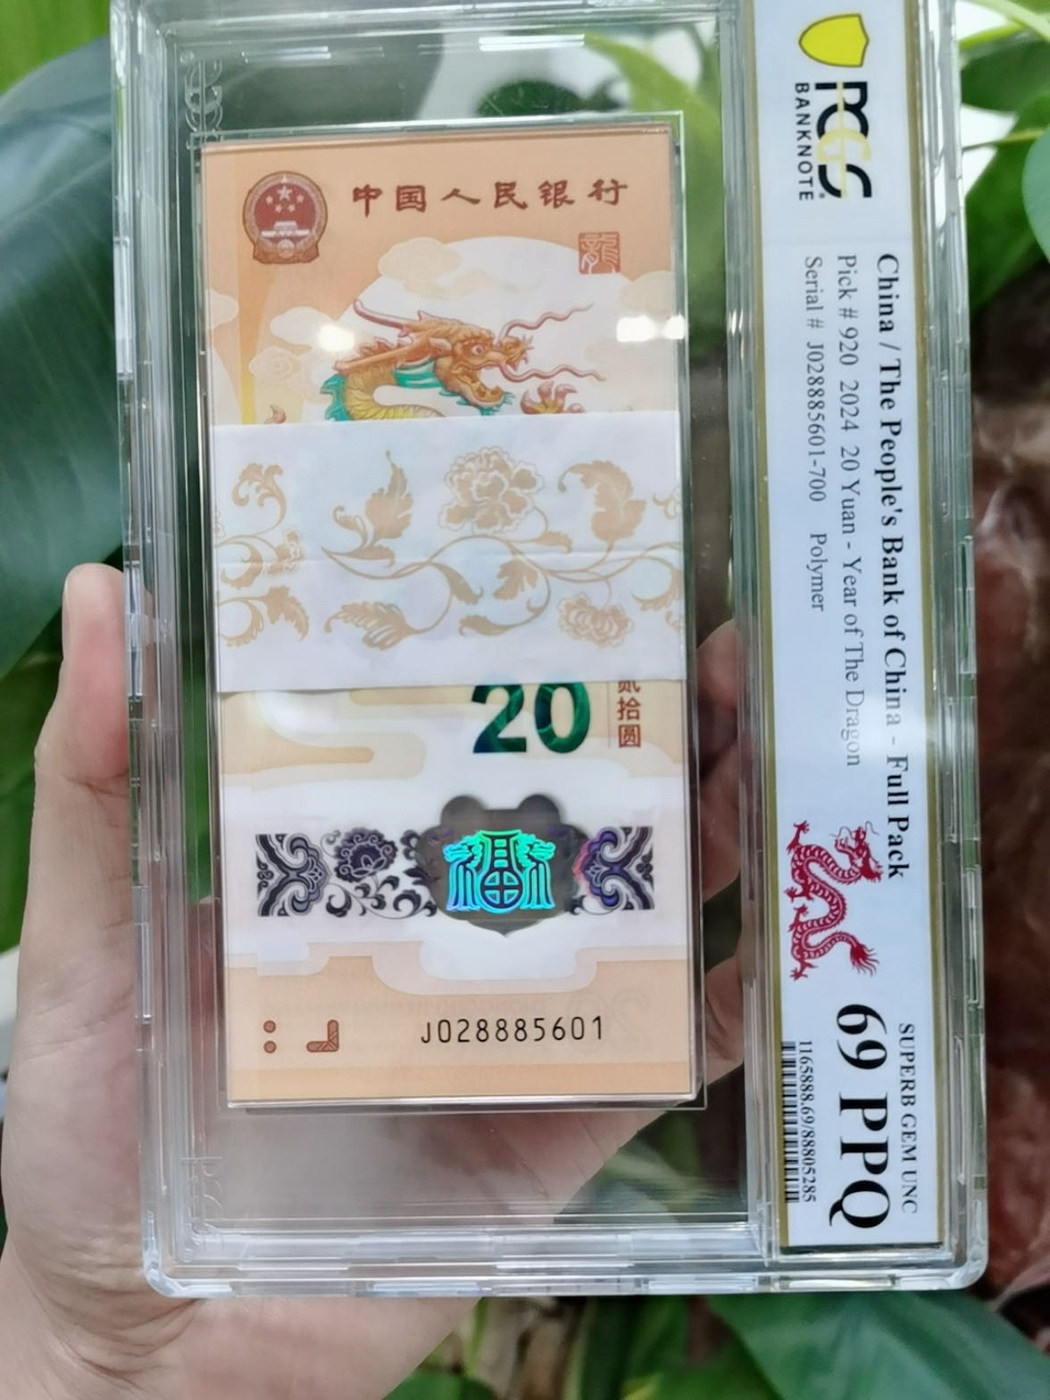 中国人民银行
龍
20
贰拾圆
J028885601
PCGS
BANKNOTE
China / The People's Bank of China - Full Pack
Pick # 920 2024 20 Yuan - Year of The Dragon
Serial # J028885601-700 Polymer
SUPERB GEM UNC
69 PPQ
1165888.69/88805285